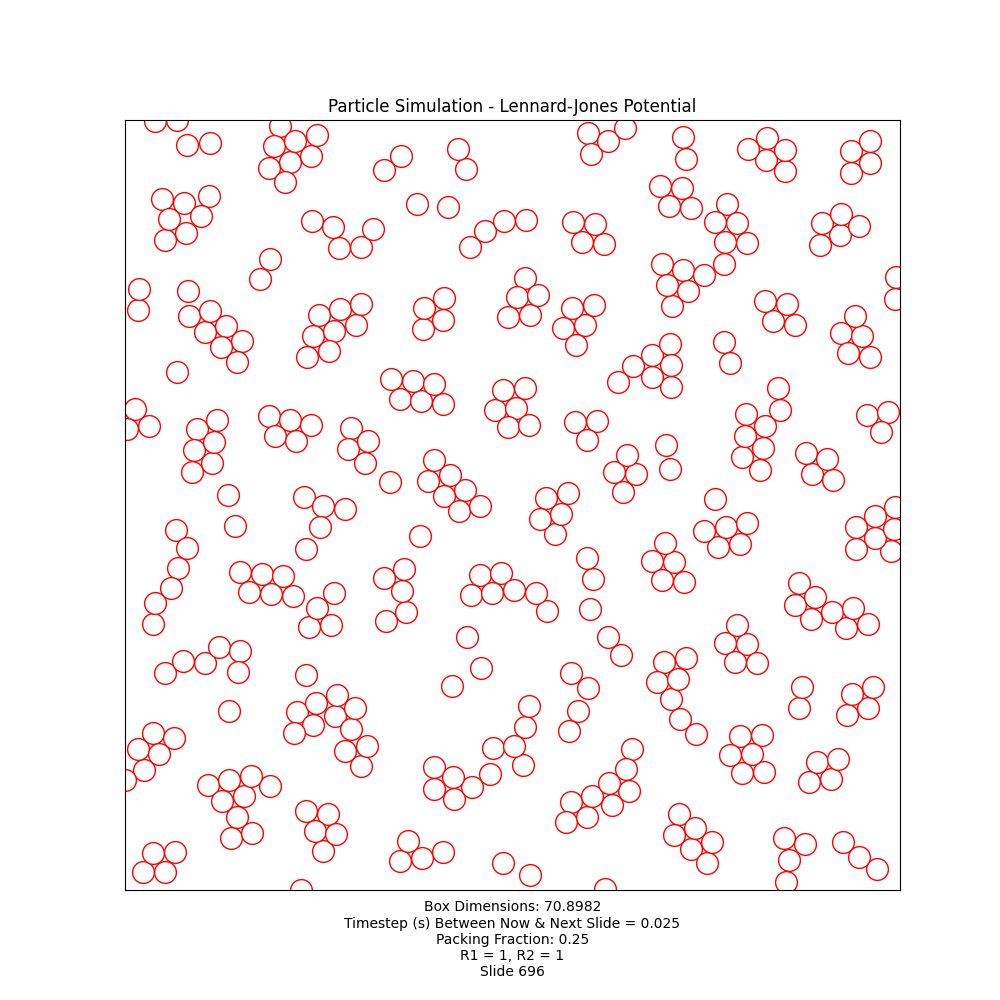 Particle Simulation - Lennard-Jones Potential
Box Dimensions: 70.8982
Timestep (s) Between Now & Next Slide = 0.025
Packing Fraction: 0.25
R1 = 1, R2 = 1
Slide 696